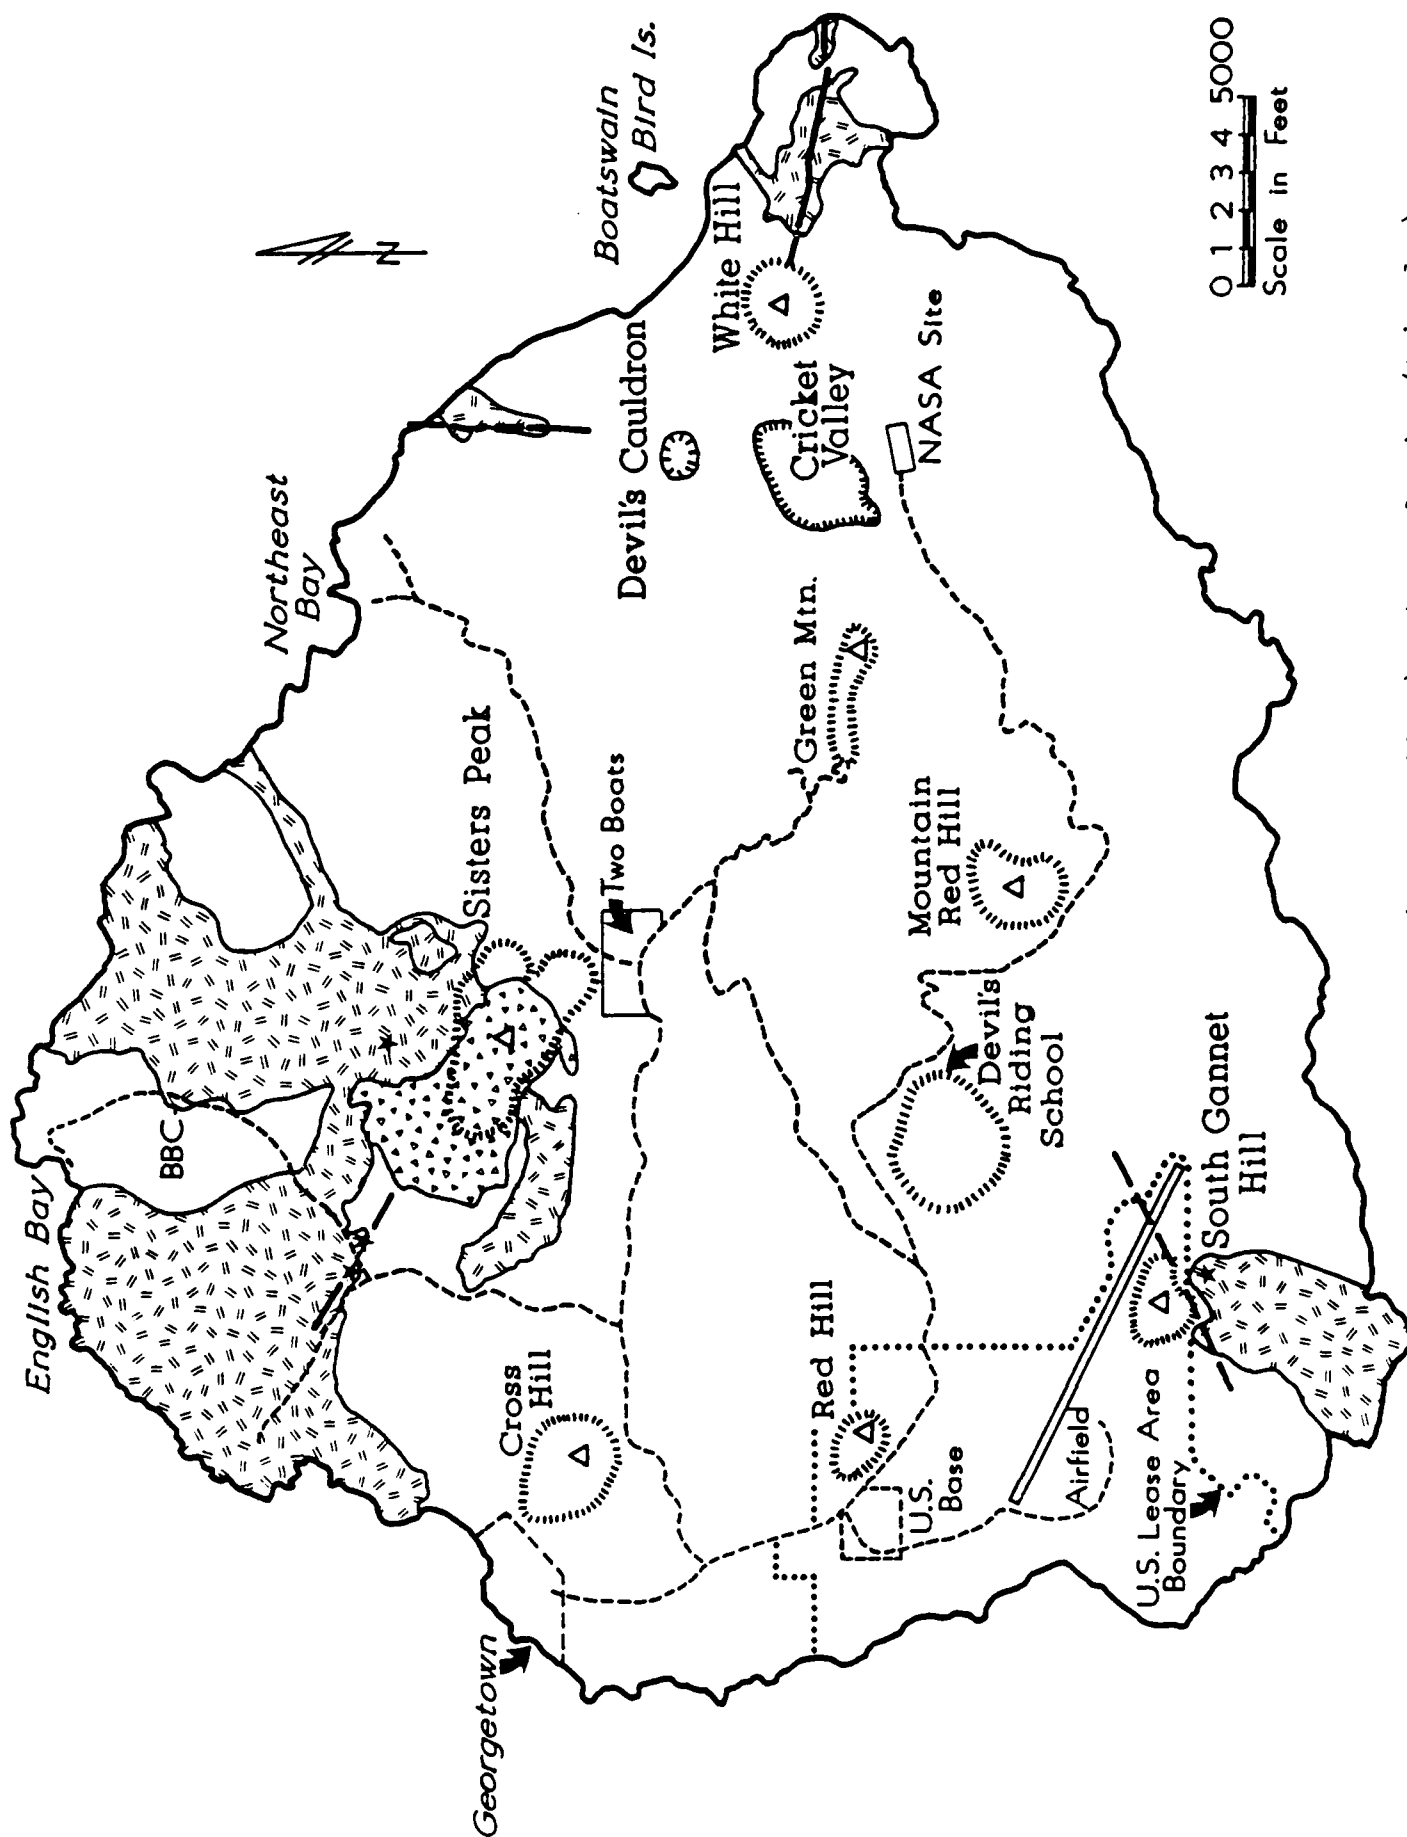 English Bay
BBC
Northeast
Bay
Boatswain
Bird Is.
N
Georgetown
Cross
Hill
Sisters Peak
Two Boats
Devil's Cauldron
White Hill
Cricket
Valley
NASA Site
Green Mtn.
Mountain
Red Hill
Devil's
Riding
School
Red Hill
U.S.
Base
Airfield
U.S. Lease Area
Boundary
South Gannet
Hill
0 1 2 3 4 5000
Scale in Feet